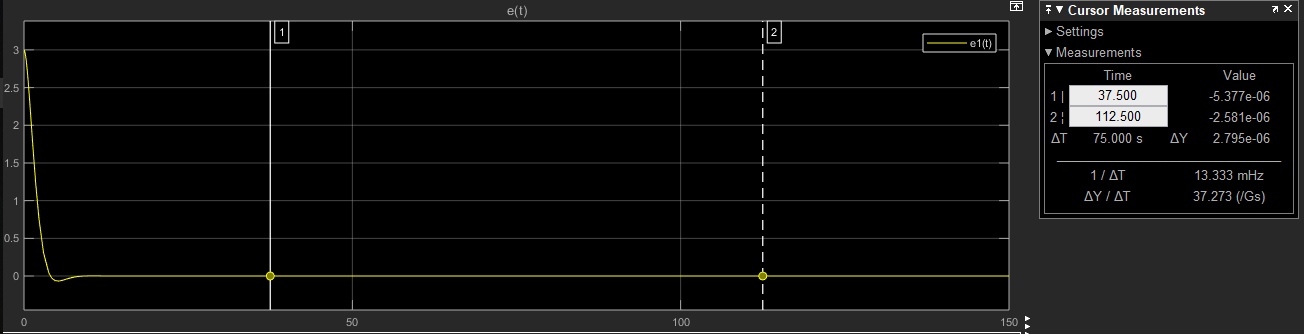 e(t)
1
2
e1(t)
3
2.5
2
1.5
1
0.5
0
0
50
100
150
Cursor Measurements
Settings
Measurements
Time Value
1 | 37.500 -5.377e-06
2 ¦ 112.500 -2.581e-06
ΔT 75.000 s ΔY 2.795e-06
1 / ΔT 13.333 mHz
ΔY / ΔT 37.273 (/Gs)